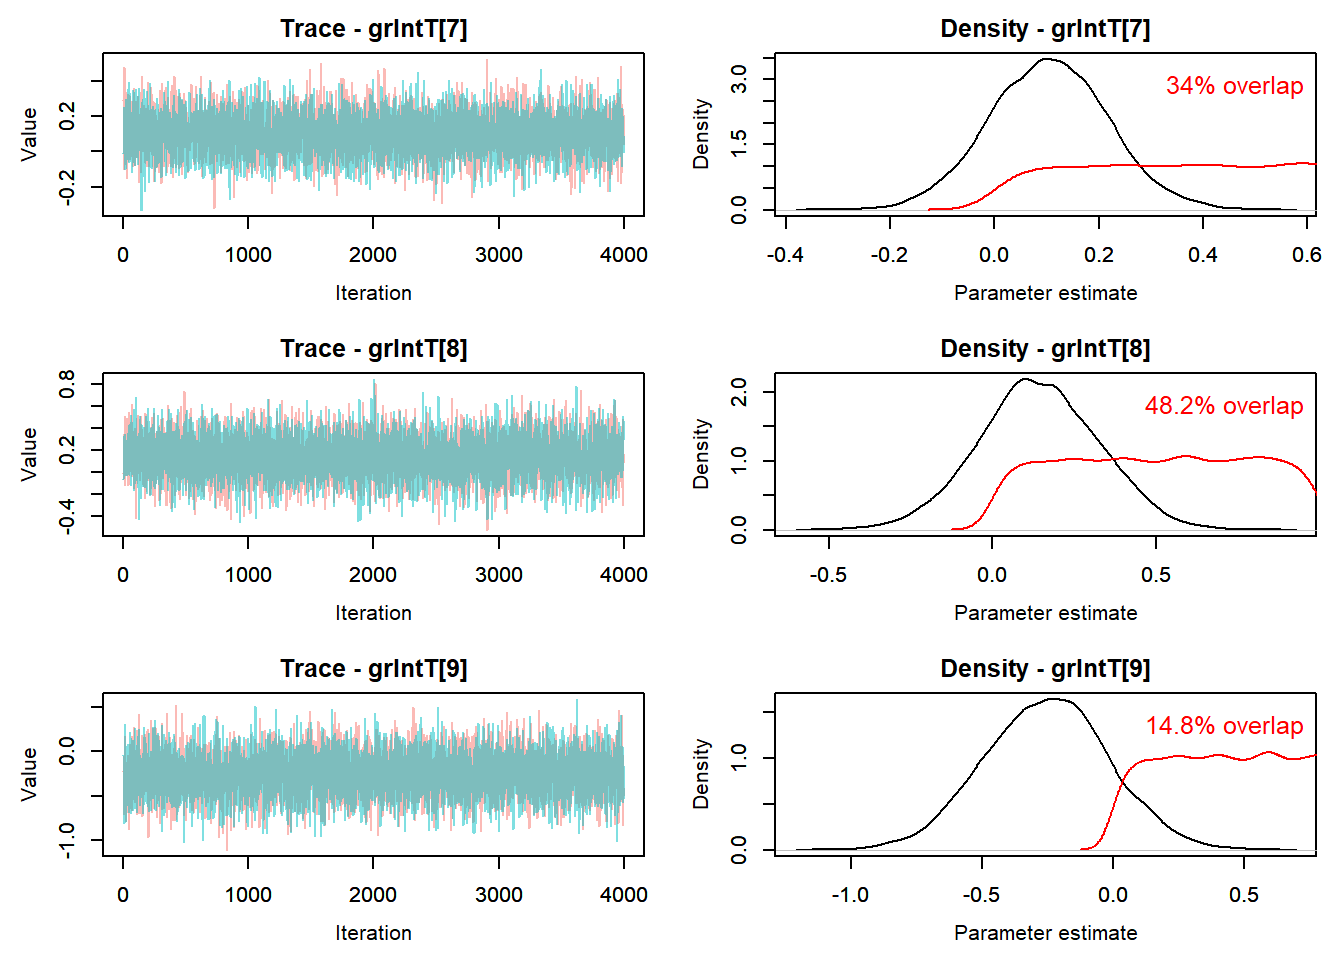 Trace - grIntT[7]
Value
-0.2
0.2
0
1000
2000
3000
4000
Iteration
Density - grIntT[7]
34% overlap
Density
0.0
1.5
3.0
-0.4
-0.2
0.0
0.2
0.4
0.6
Parameter estimate
Trace - grIntT[8]
Value
-0.4
0.2
0.8
0
1000
2000
3000
4000
Iteration
Density - grIntT[8]
48.2% overlap
Density
0.0
1.0
2.0
-0.5
0.0
0.5
Parameter estimate
Trace - grIntT[9]
Value
-1.0
0.0
0
1000
2000
3000
4000
Iteration
Density - grIntT[9]
14.8% overlap
Density
0.0
1.0
-1.0
-0.5
0.0
0.5
Parameter estimate